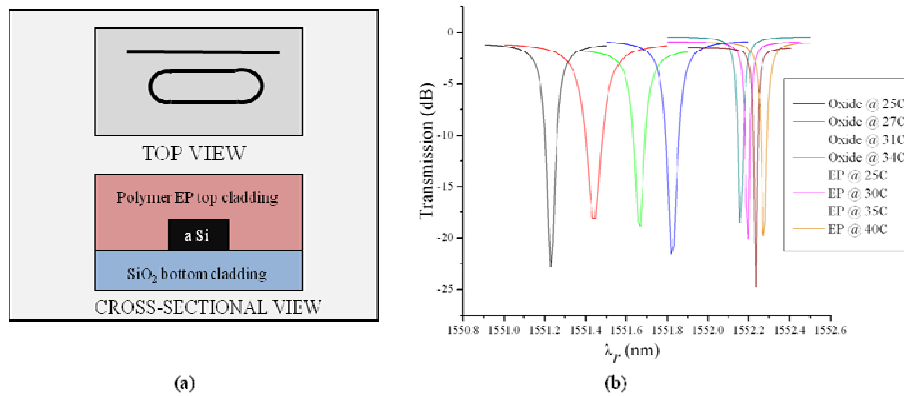 TOP VIEW
Polymer EP top cladding
a Si
SiO2 bottom cladding
CROSS-SECTIONAL VIEW
(a)
Transmission (dB)
0
-5
-10
-15
-20
-25
1550.8 1551.0 1551.2 1551.4 1551.6 1551.8 1552.0 1552.2 1552.4 1552.6
λr (nm)
Oxide @ 25C
Oxide @ 27C
Oxide @ 31C
Oxide @ 34C
EP @ 25C
EP @ 30C
EP @ 35C
EP @ 40C
(b)